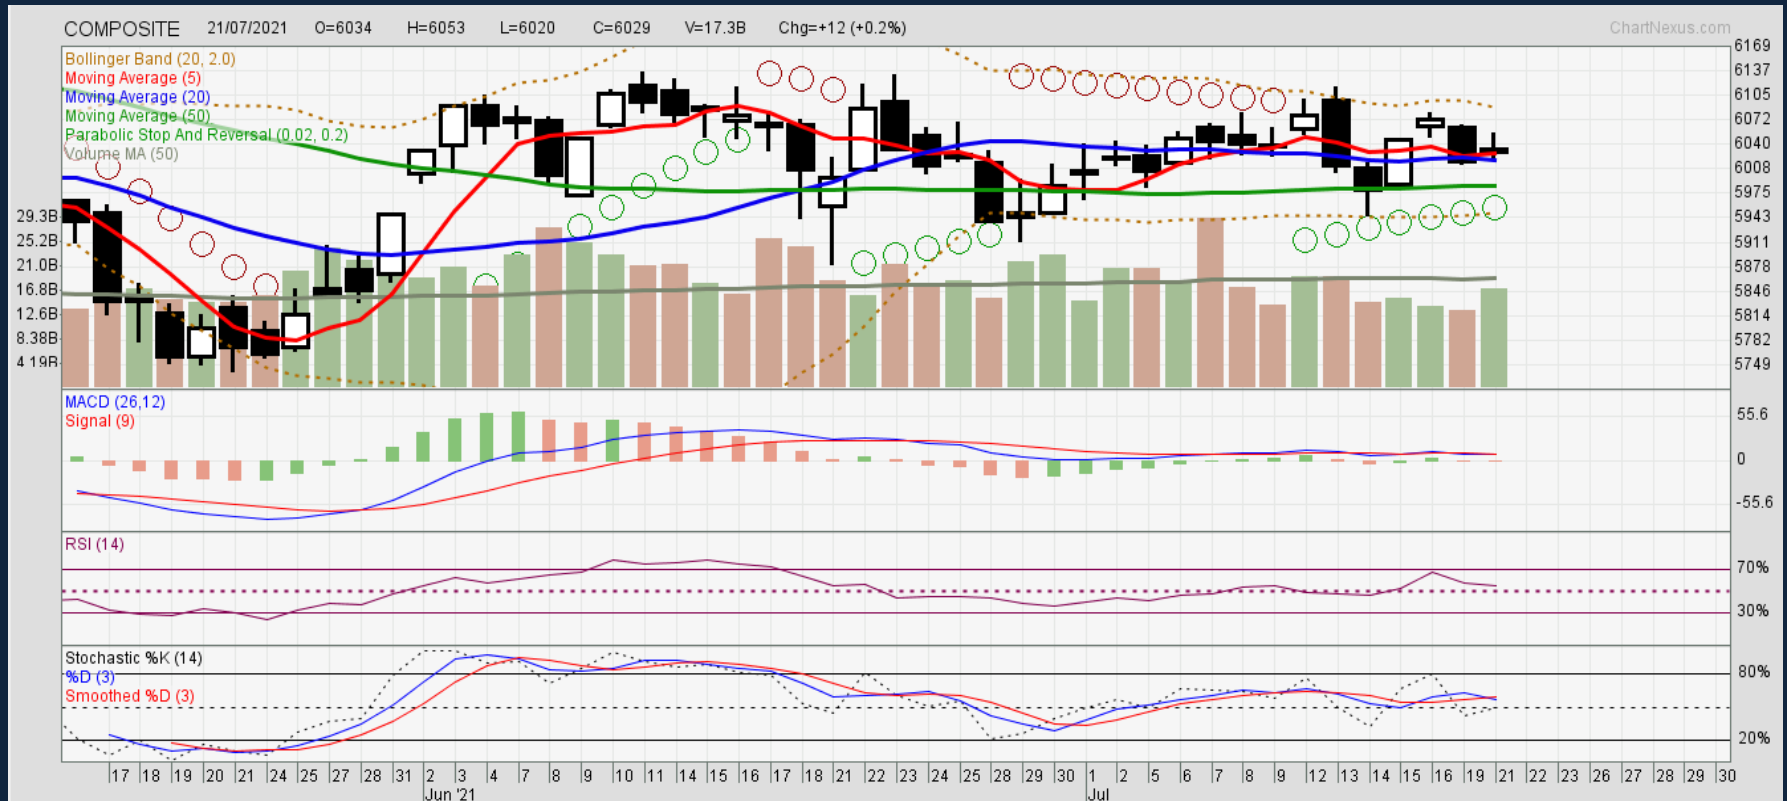 COMPOSITE 21/07/2021 O=6034 H=6053 L=6020 C=6029 V=17.3B Chg=+12 (+0.2%) ChartNexus.com
Bollinger Band (20, 2.0)
Moving Average (5)
Moving Average (20)
Moving Average (50)
Parabolic Stop And Reversal (0.02, 0.2)
Volume MA (50)
6169
6137
6105
6072
6040
6008
5975
5943
5911
5878
5846
5814
5782
5749
29.3B
25.2B
21.0B
16.8B
12.6B
8.38B
4 19B
MACD (26,12)
Signal (9)
55.6
0
-55.6
RSI (14)
70%
30%
Stochastic %K (14)
%D (3)
Smoothed %D (3)
80%
20%
17 18 19 20 21 24 25 27 28 31 2 3 4 7 8 9 10 11 14 15 16 17 18 21 22 23 24 25 28 29 30 1 2 5 6 7 8 9 12 13 14 15 16 19 21 22 23 26 27 28 29 30
Jun '21 Jul